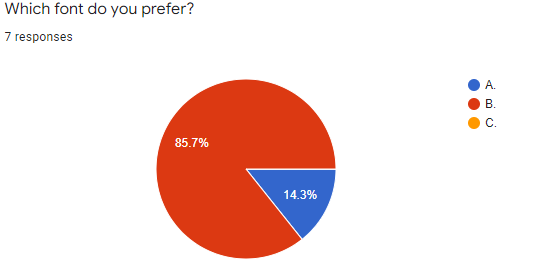 Which font do you prefer?
7 responses
A.
B.
C.
85.7%
14.3%